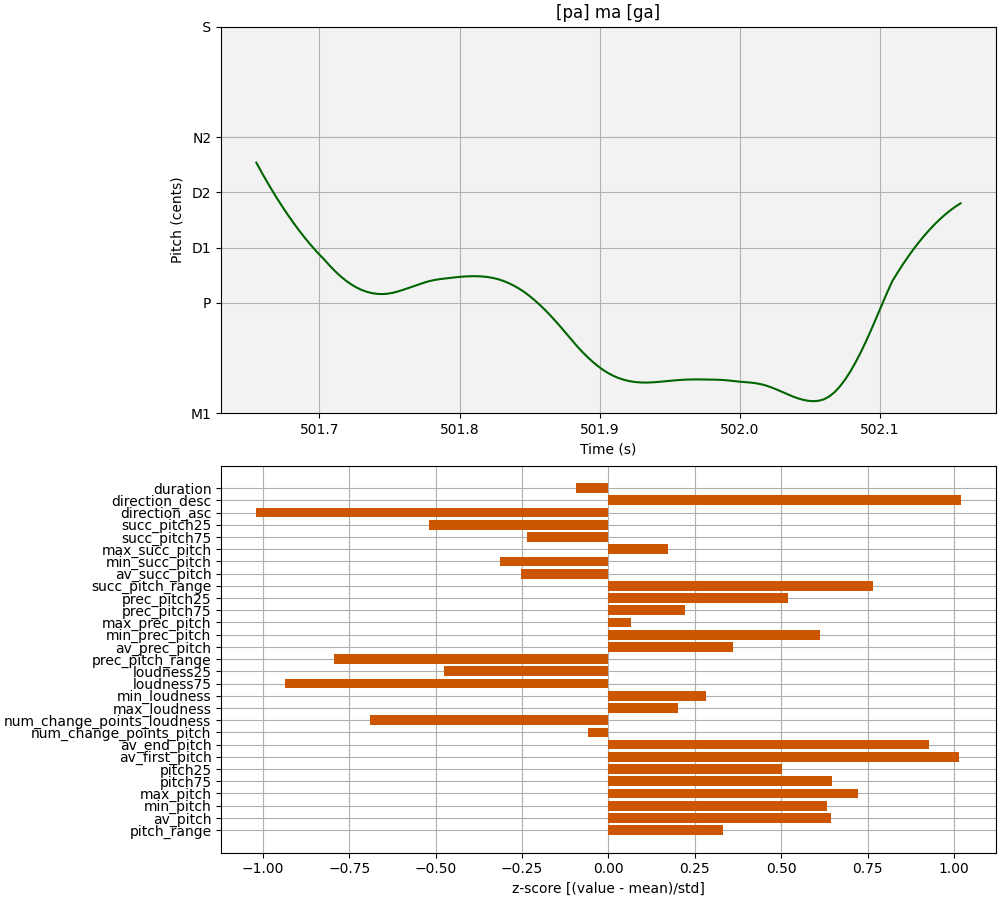 [pa] ma [ga]
S
N2
D2
D1
P
M1
Pitch (cents)
501.7 501.8 501.9 502.0 502.1
Time (s)
duration
direction_desc
direction_asc
succ_pitch25
succ_pitch75
max_succ_pitch
min_succ_pitch
av_succ_pitch
succ_pitch_range
prec_pitch25
prec_pitch75
max_prec_pitch
min_prec_pitch
av_prec_pitch
prec_pitch_range
loudness25
loudness75
min_loudness
max_loudness
num_change_points_loudness
num_change_points_pitch
av_end_pitch
av_first_pitch
pitch25
pitch75
max_pitch
min_pitch
av_pitch
pitch_range
−1.00 −0.75 −0.50 −0.25 0.00 0.25 0.50 0.75 1.00
z-score [(value - mean)/std]